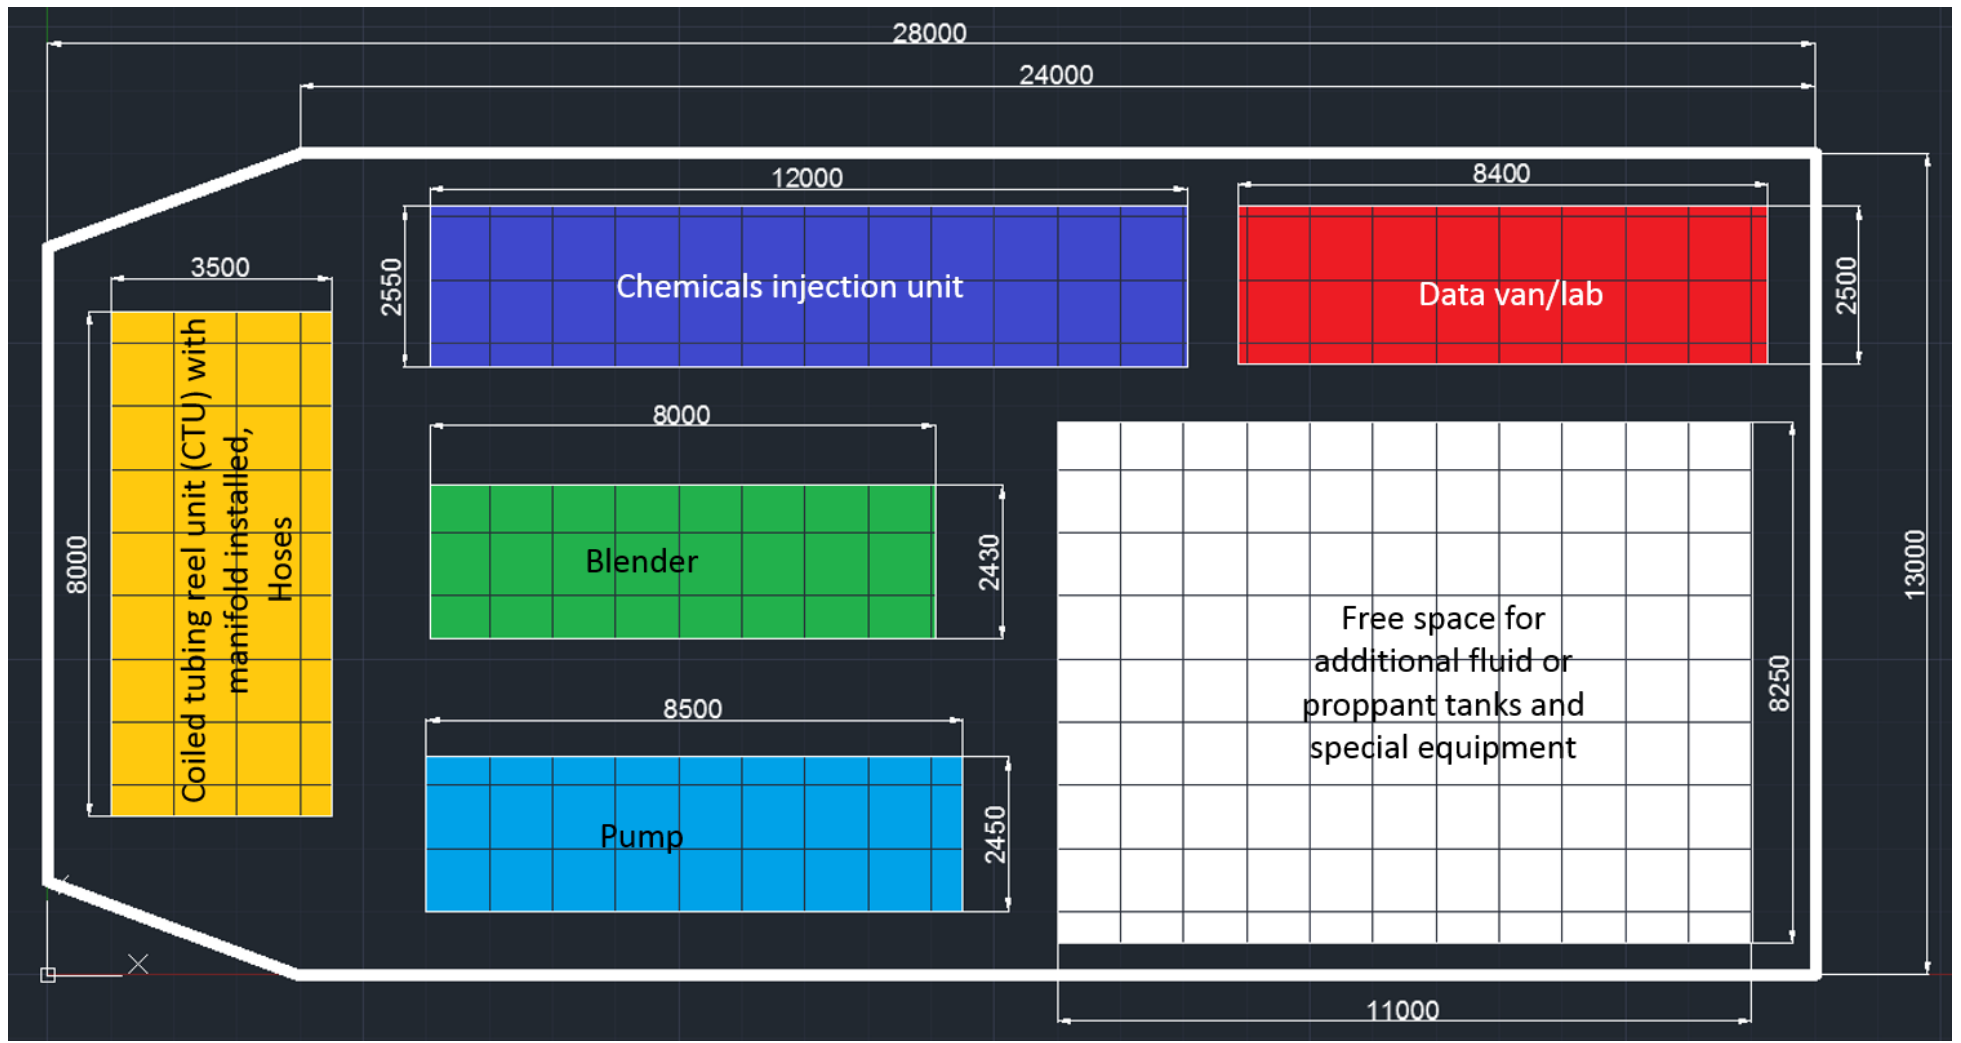 28000
24000
12000
8400
2550
Chemicals injection unit
Data van/lab
2500
3500
8000
Coiled tubing reel unit (CTU) with
manifold installed,
Hoses
8000
Blender
2430
8500
Pump
2450
Free space for
additional fluid or
proppant tanks and
special equipment
8250
13000
11000
X